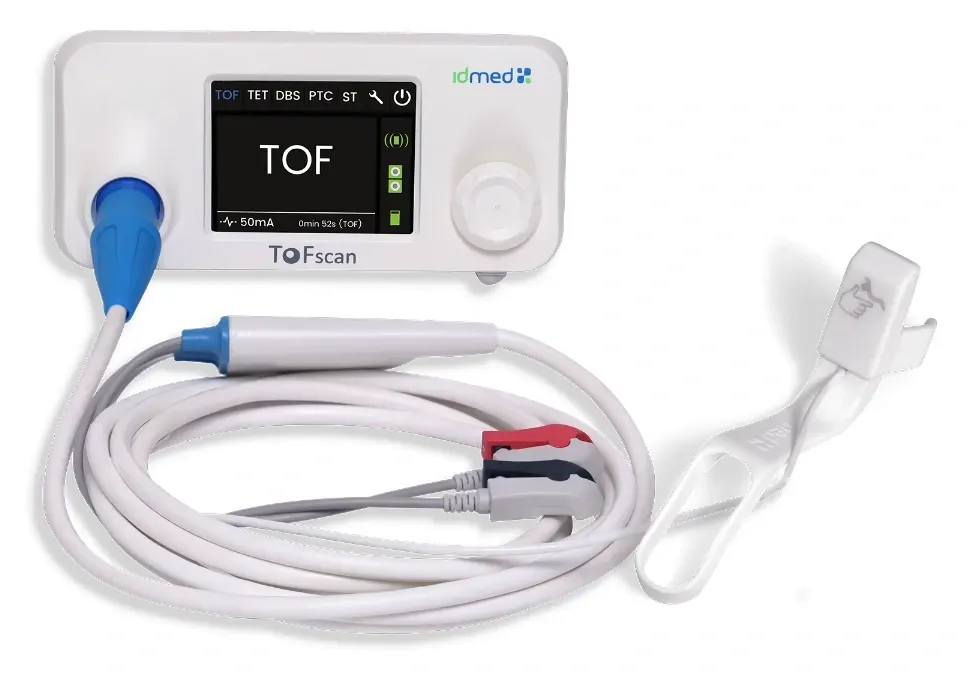 idmed
TOF TET DBS PTC ST
TOF
50mA 0min 52s (TOF)
TOFscan